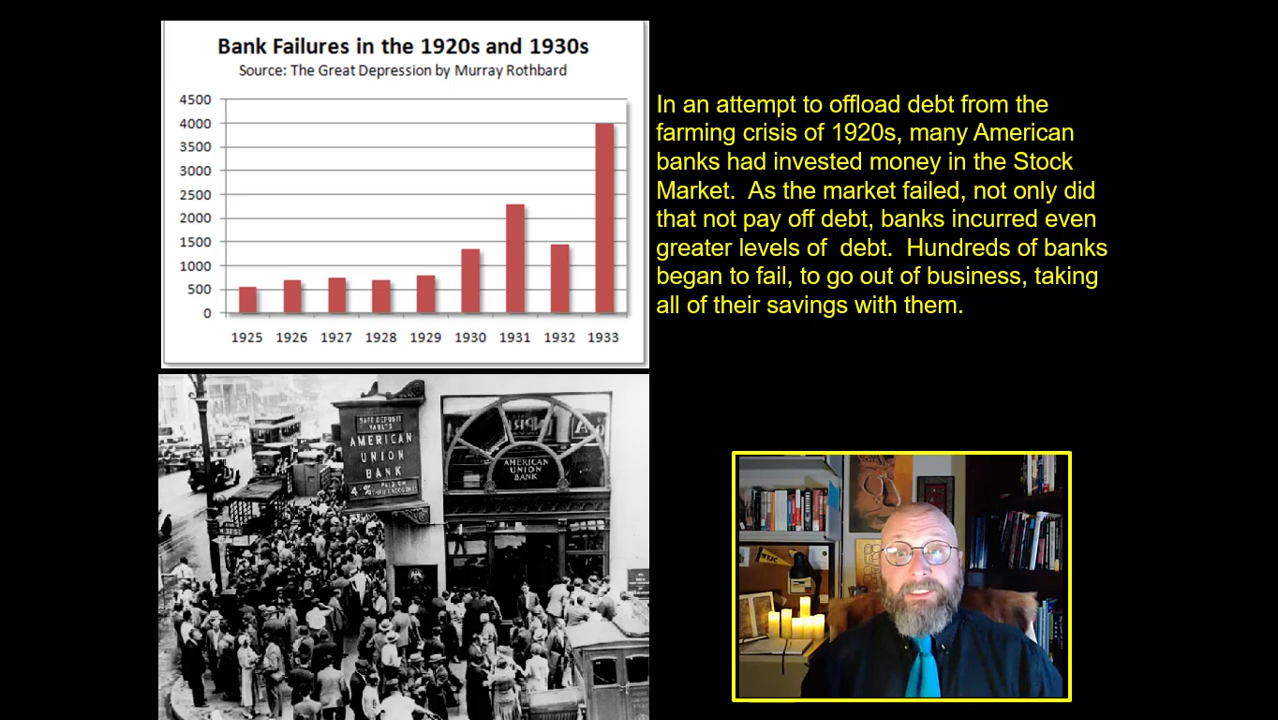 Bank Failures in the 1920s and 1930s
Source: The Great Depression by Murray Rothbard
4500
4000
3500
3000
2500
2000
1500
1000
500
0
1925 1926 1927 1928 1929 1930 1931 1932 1933
In an attempt to offload debt from the
farming crisis of 1920s, many American
banks had invested money in the Stock
Market.  As the market failed, not only did
that not pay off debt, banks incurred even
greater levels of  debt.  Hundreds of banks
began to fail, to go out of business, taking
all of their savings with them.
SAFE DEPOSIT
VAULTS
AMERICAN
UNION
BANK
4 % PAID ON
AMERICAN
UNION
BANK